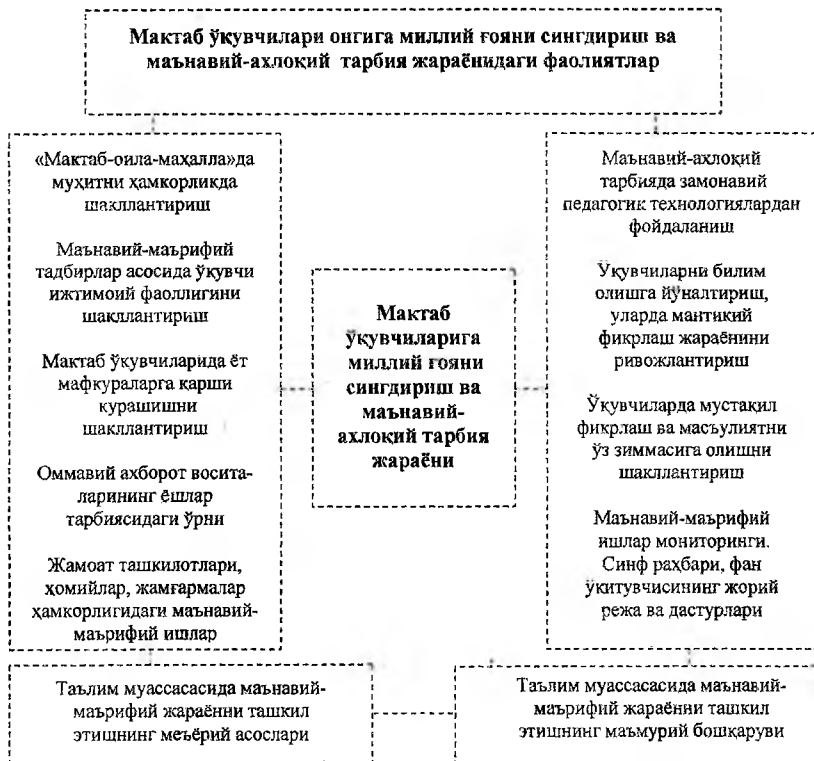 Мактаб ўқувчилари онгига миллий ғояни сингдириш ва
маънавий-ахлоқий тарбия жараёнидаги фаолиятлар
«Мактаб-оила-маҳалла»да
муҳитни ҳамкорликда
шакллантириш
Маънавий-маърифий
тадбирлар асосида ўқувчи
ижтимоий фаоллигини
шакллантириш
Мактаб ўқувчиларида ёт
мафкураларга қарши
курашишни
шакллантириш
Оммавий ахборот восита-
ларининг ёшлар
тарбиясидаги ўрни
Жамоат ташкилотлари,
ҳомийлар, жамғармалар
ҳамкорлигидаги маънавий-
маърифий ишлар
Мактаб
ўқувчиларига
миллий ғояни
сингдириш ва
маънавий-
ахлоқий тарбия
жараёни
Маънавий-ахлоқий
тарбияда замонавий
педагогик технологиялардан
фойдаланиш
Ўқувчиларни билим
олишга йўналтириш,
уларда мантикий
фикрлаш жараёнини
ривожлантириш
Ўқувчиларда мустақил
фикрлаш ва масъулиятни
ўз зиммасига олишни
шакллантириш
Маънавий-маърифий
ишлар мониторинги.
Синф раҳбари, фан
ўкитувчисининг жорий
режа ва дастурлари
Таълим муассасасида маънавий-
маърифий жараённи ташкил
этишнинг меъёрий асослари
Таълим муассасасида маънавий-
маърифий жараённи ташкил
этишнинг маъмурий бошқаруви